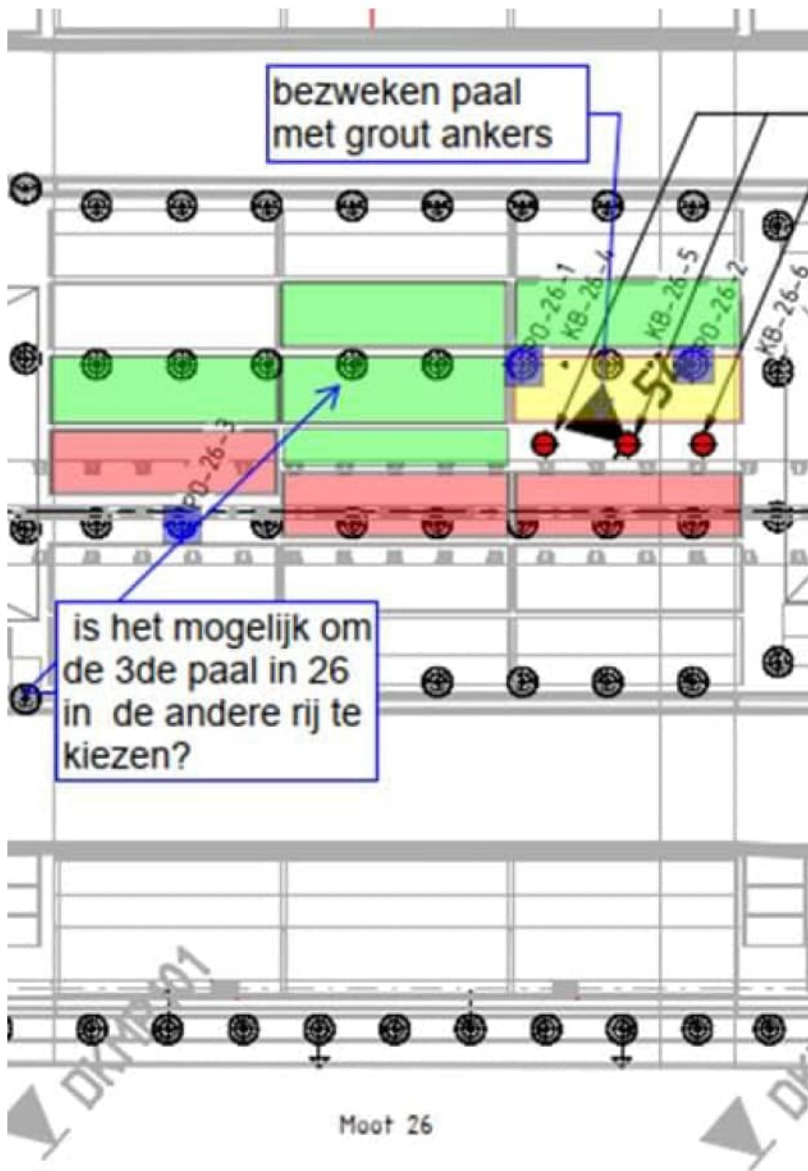 bezweken paal
met grout ankers
PO-26-1
KB-26-4
KB-26-5
PO-26-2
KB-26-6
PO-26-3
is het mogelijk om
de 3de paal in 26
in de andere rij te
kiezen?
Moot 26